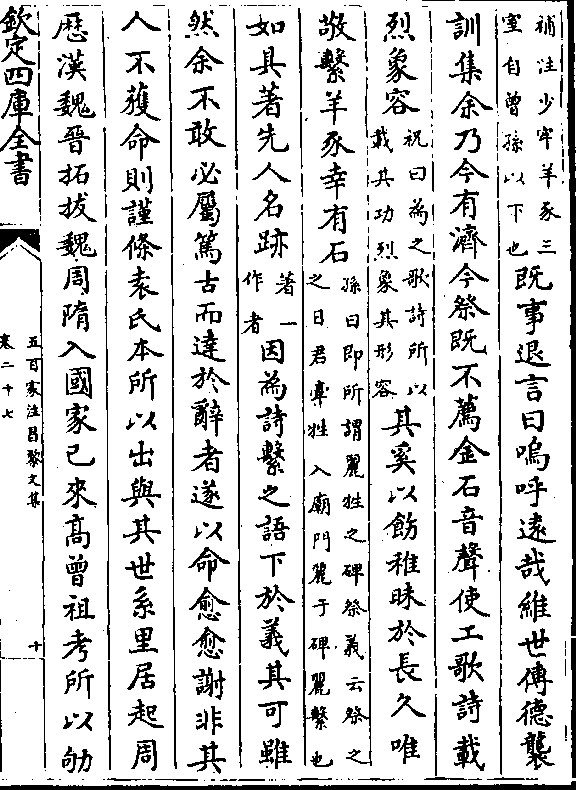 補注少牢羊豕三
室自曾孫以下也
既事退言曰嗚呼遠哉維世傳德襲
訓集余乃今有濟今祭既不薦金石音聲使工歌詩載
烈象容
祝曰為之歌詩所以
載其功烈象其形容
其奚以飭稚昧於長久唯
敬繫羊豕幸有石
孫曰即所謂麗牲之碑祭義云祭之
之日君牽牲入廟門麗于碑麗繫也
如具著先人名跡
著一
作者
因為詩繫之語下於義其可雖
然余不敢必屬篤古而達於辭者遂以命愈愈謝非其
人不獲命則謹條袁氏本所以出與其世系里居起周
歴漢魏晉拓拔魏周隋入國家已來高曾祖考所以劬
欽定四庫全書
五百家注昌黎文集
卷二十七
十